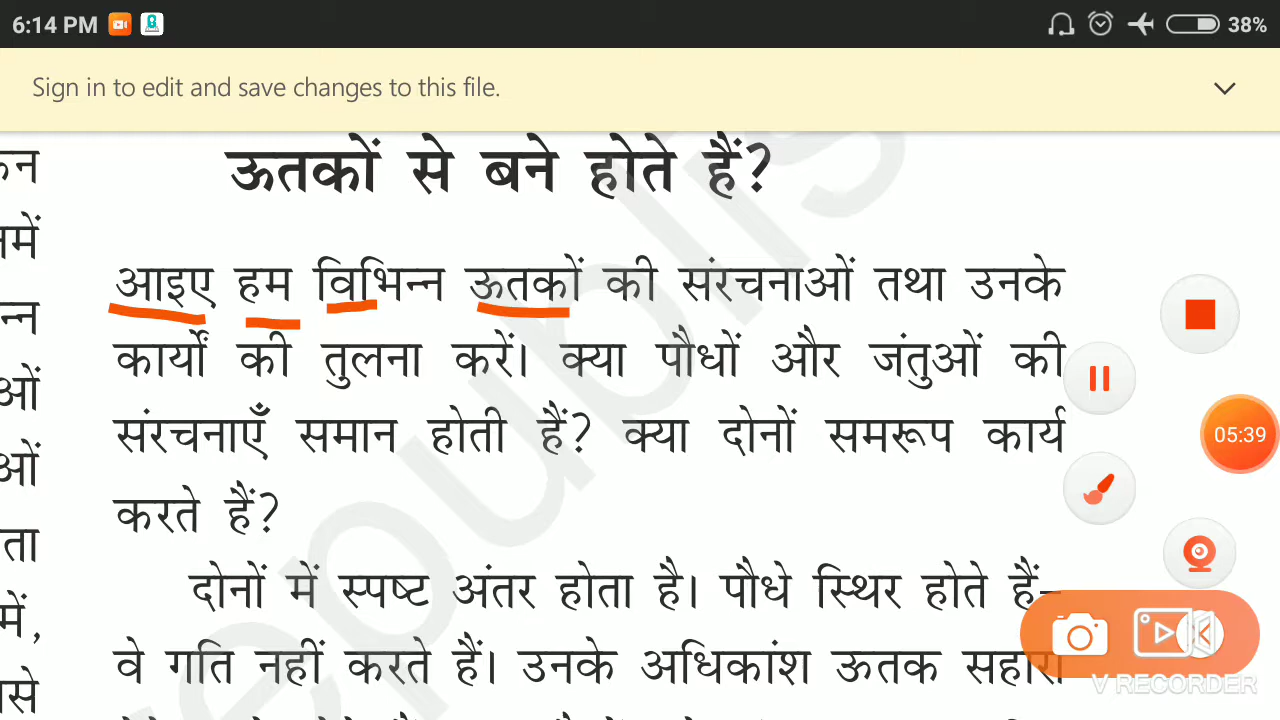 6:14 PM
38%
Sign in to edit and save changes to this file.
ऊतकों से बने होते हैं?
आइए हम विभिन्न ऊतकों की संरचनाओं तथा उनके
कार्यों की तुलना करें। क्या पौधों और जंतुओं की
संरचनाएँ समान होती हैं? क्या दोनों समरूप कार्य
करते हैं?
दोनों में स्पष्ट अंतर होता है। पौधे स्थिर होते हैं–
वे गति नहीं करते हैं। उनके अधिकांश ऊतक सहारा
05:39
V RECORDER